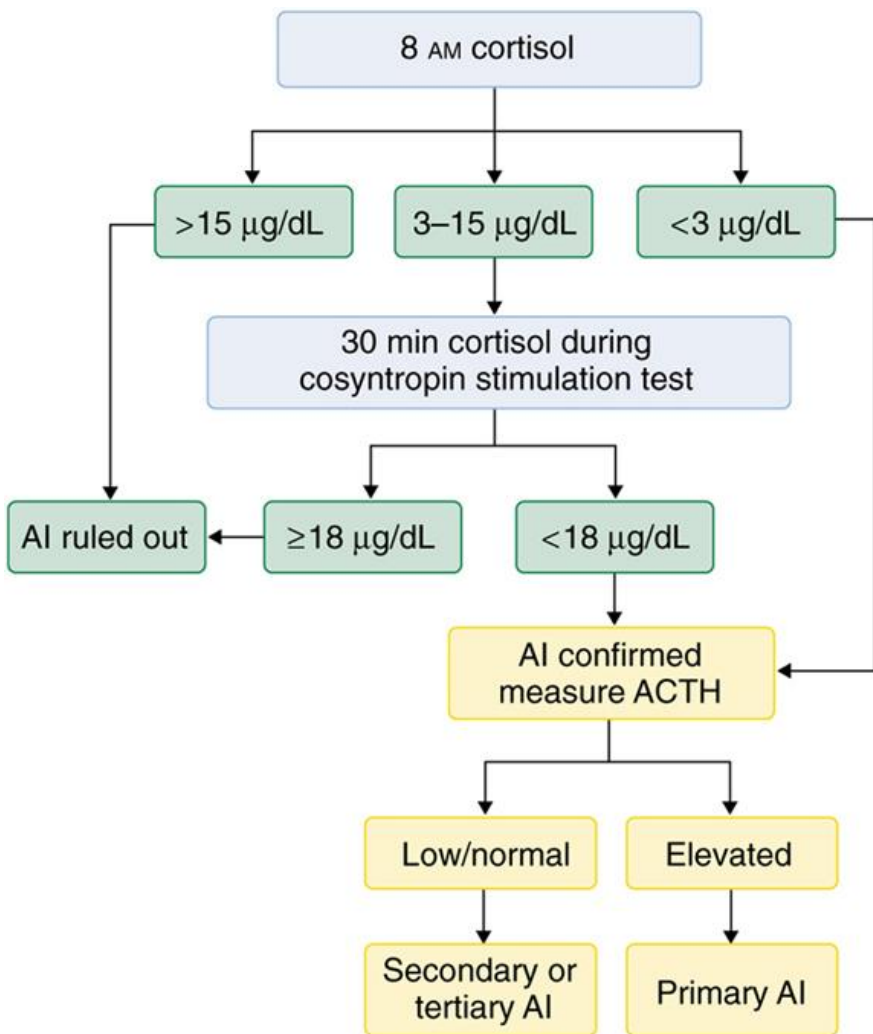 8 AM cortisol
>15 μg/dL
3–15 μg/dL
<3 μg/dL
30 min cortisol during
cosyntropin stimulation test
AI ruled out
≥18 μg/dL
<18 μg/dL
AI confirmed
measure ACTH
Low/normal
Elevated
Secondary or
tertiary AI
Primary AI